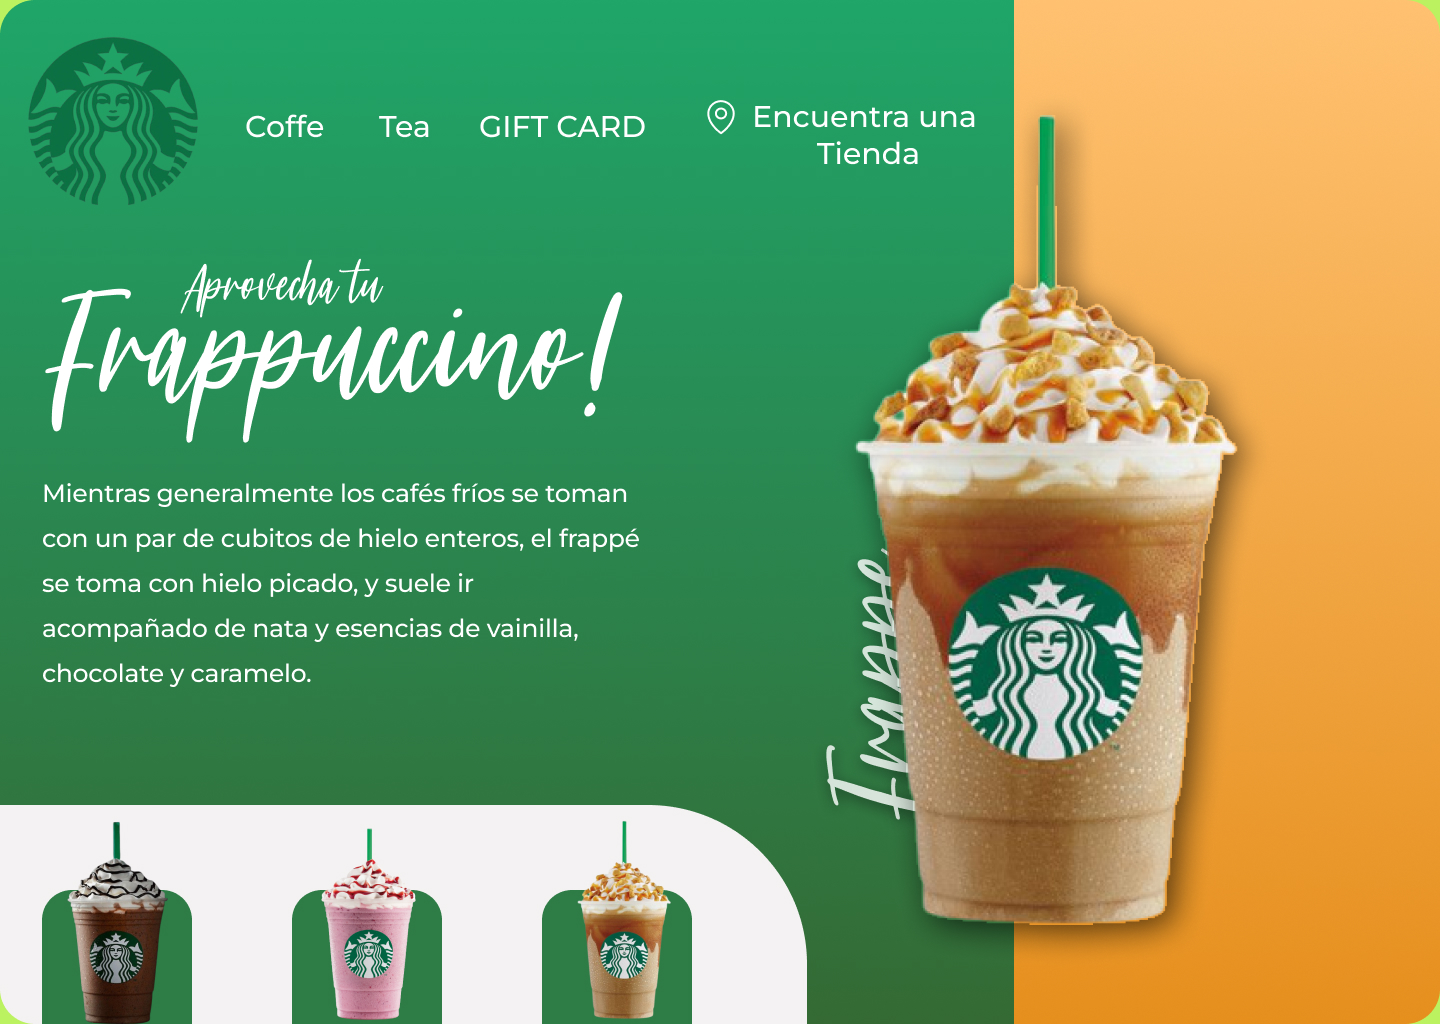 Coffe
Tea
GIFT CARD
Encuentra una
Tienda
Aprovecha tu
Frappuccino!
Mientras generalmente los cafés fríos se toman
con un par de cubitos de hielo enteros, el frappé
se toma con hielo picado, y suele ir
acompañado de nata y esencias de vainilla,
chocolate y caramelo.
Frappe
TM